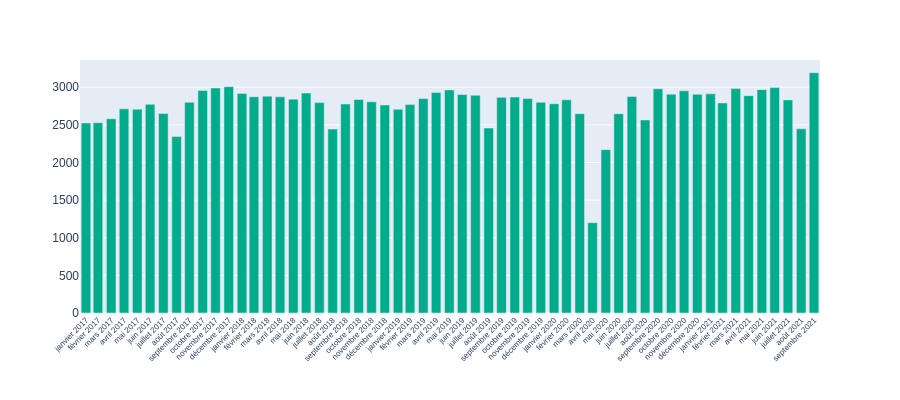 3000
2500
2000
1500
1000
500
0
janvier 2017
février 2017
mars 2017
avril 2017
mai 2017
juin 2017
juillet 2017
août 2017
septembre 2017
octobre 2017
novembre 2017
décembre 2017
janvier 2018
février 2018
mars 2018
avril 2018
mai 2018
juin 2018
juillet 2018
août 2018
septembre 2018
octobre 2018
novembre 2018
décembre 2018
janvier 2019
février 2019
mars 2019
avril 2019
mai 2019
juin 2019
juillet 2019
août 2019
septembre 2019
octobre 2019
novembre 2019
décembre 2019
janvier 2020
février 2020
mars 2020
avril 2020
mai 2020
juin 2020
juillet 2020
août 2020
septembre 2020
octobre 2020
novembre 2020
décembre 2020
janvier 2021
février 2021
mars 2021
avril 2021
mai 2021
juin 2021
juillet 2021
août 2021
septembre 2021